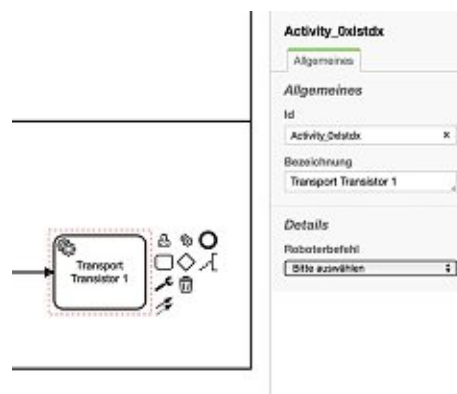 Activity_0xlstdx
Allgemeines
Allgemeines
Id
Activity_0xlstdx
Bezeichnung
Transport Transistor 1
Details
Roboterbefehl
Bitte auswählen
Transport
Transistor 1